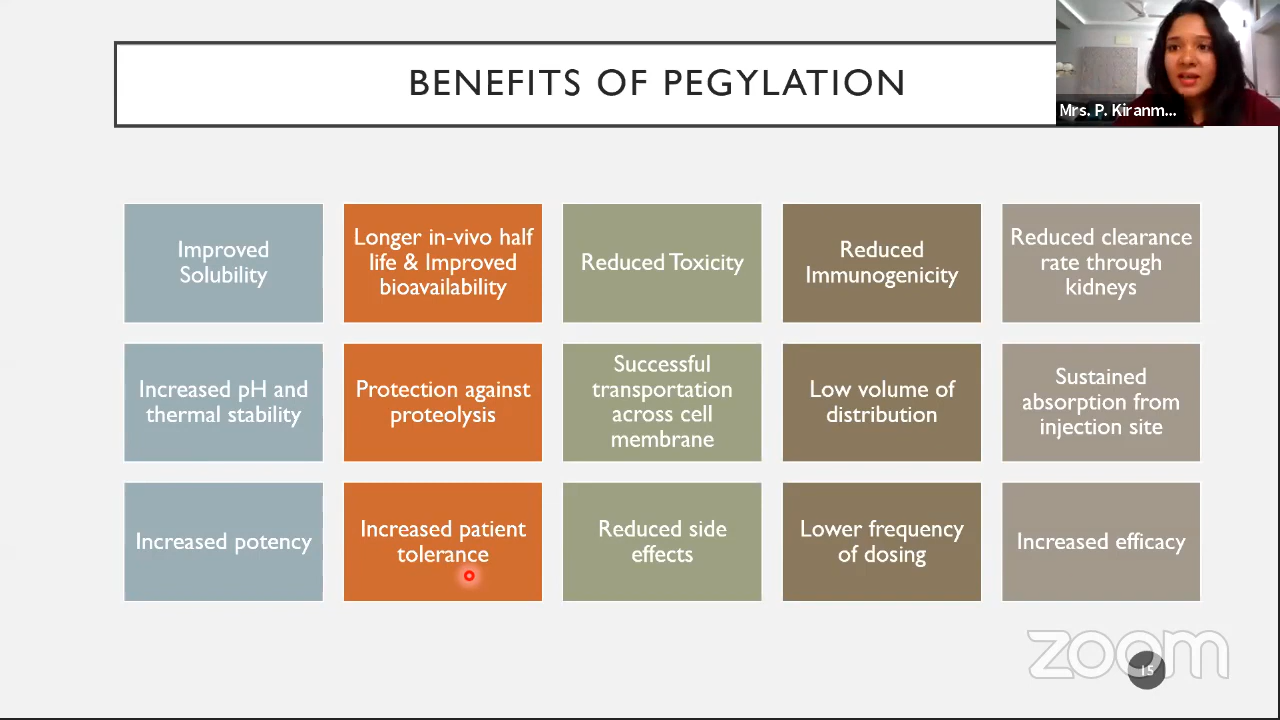 BENEFITS OF PEGYLATION
Mrs. P. Kiranm...
Improved
Solubility
Longer in-vivo half
life & Improved
bioavailability
Reduced Toxicity
Reduced
Immunogenicity
Reduced clearance
rate through
kidneys
Increased pH and
thermal stability
Protection against
proteolysis
Successful
transportation
across cell
membrane
Low volume of
distribution
Sustained
absorption from
injection site
Increased potency
Increased patient
tolerance
Reduced side
effects
Lower frequency
of dosing
Increased efficacy
zoom
15